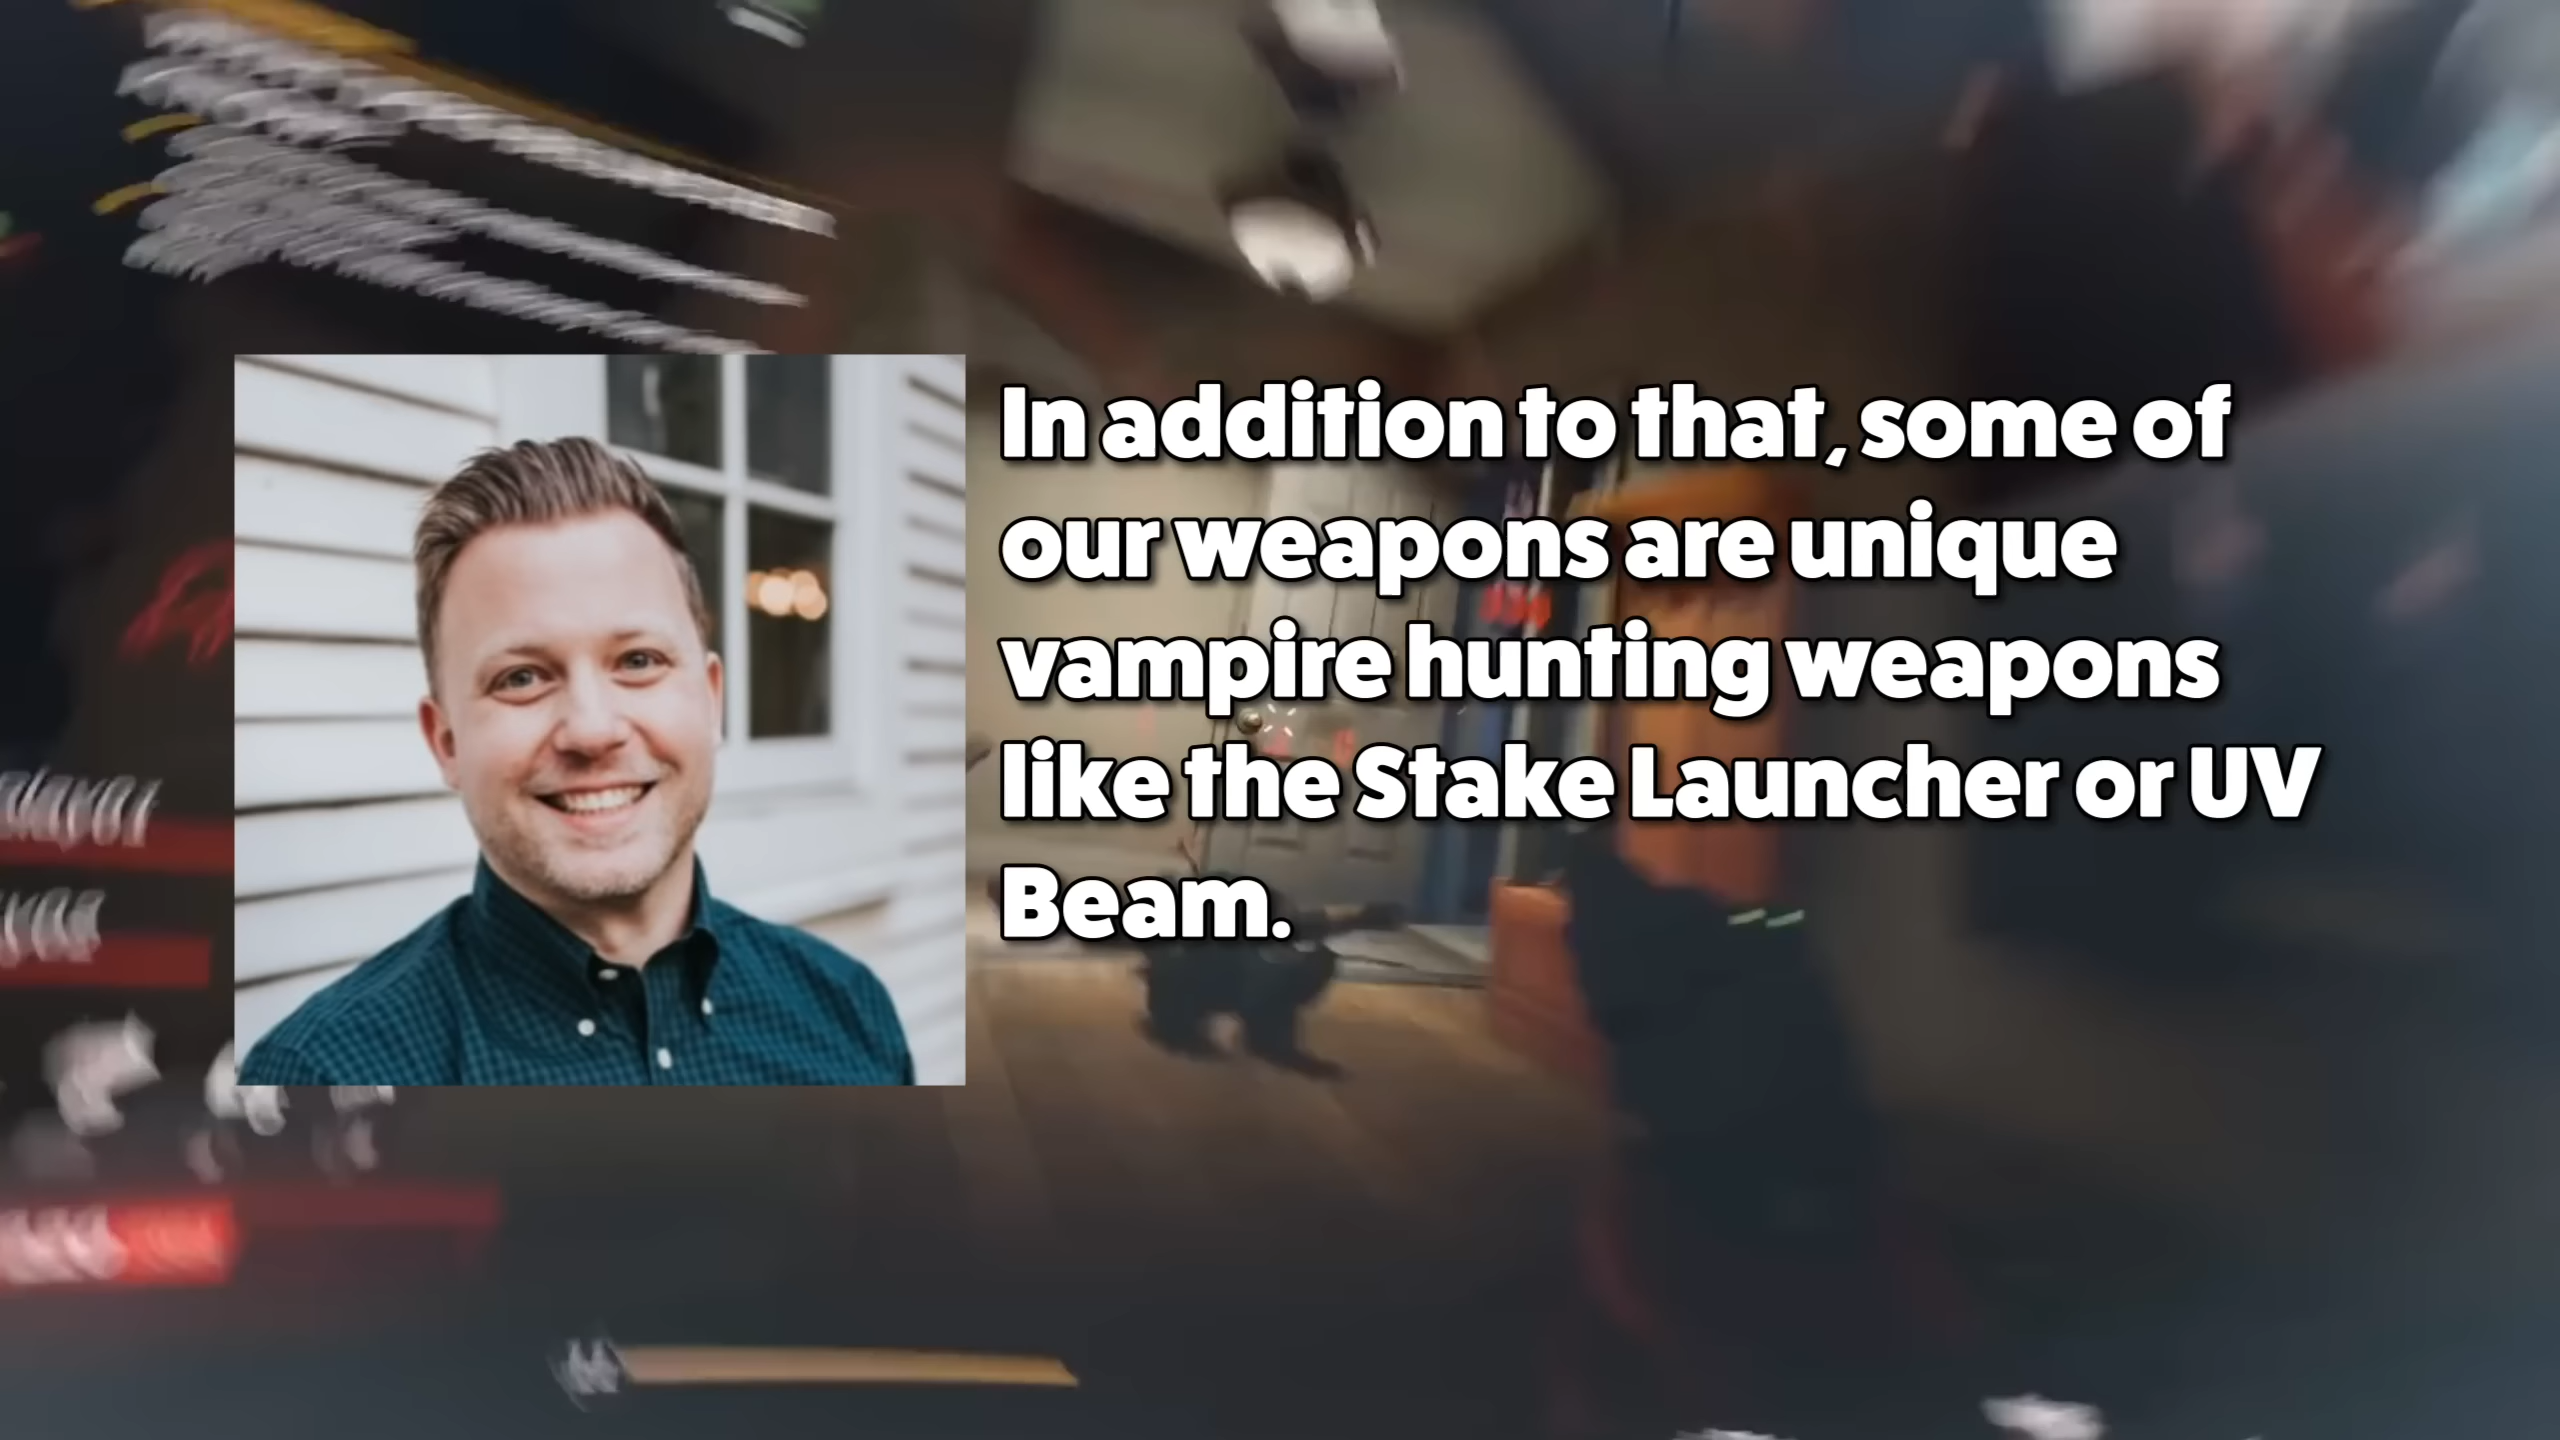 In addition to that, some of
our weapons are unique
vampire hunting weapons
like the Stake Launcher or UV
Beam.